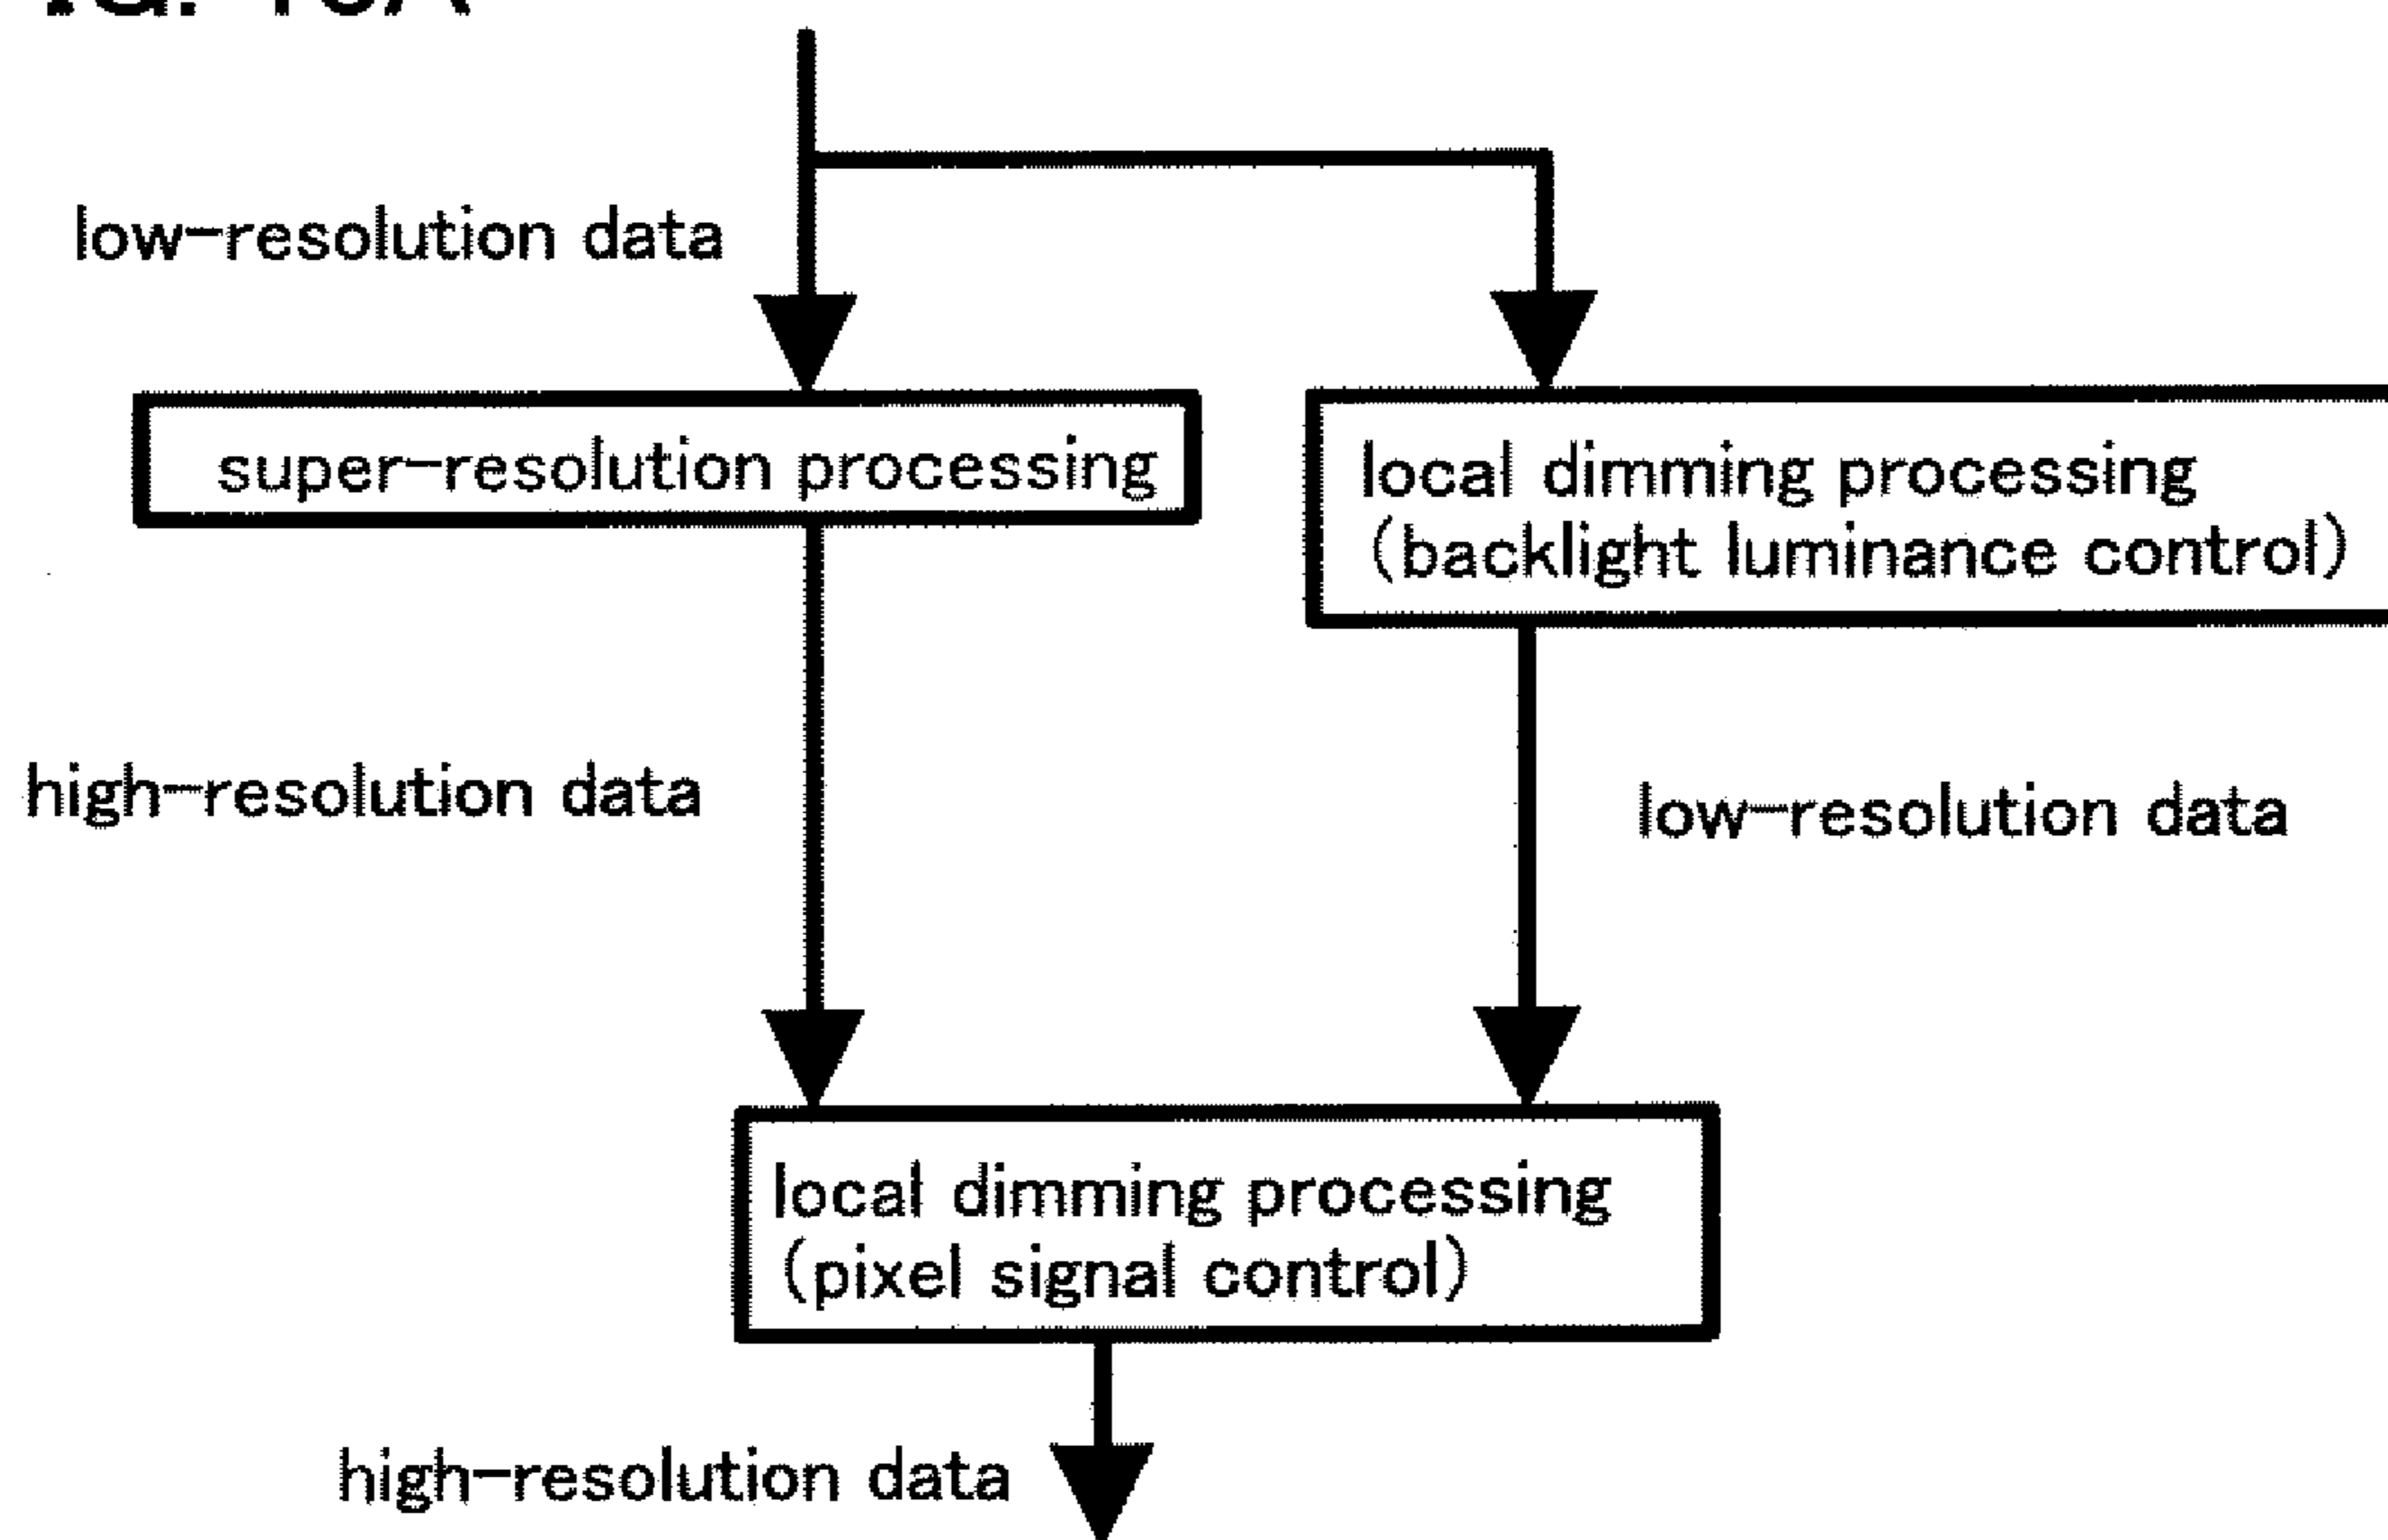 low-resolution data
super-resolution processing
local dimming processing
(backlight luminance control)
high-resolution data
low-resolution data
local dimming processing
(pixel signal control)
high-resolution data